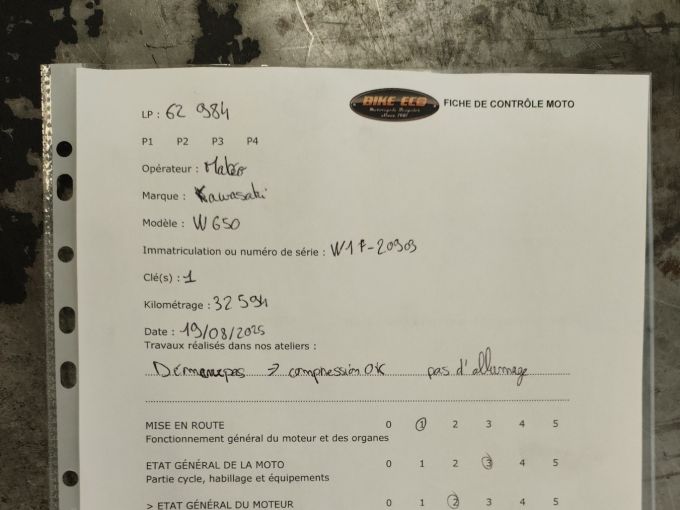 LP : 62 984
BIKE ECO
FICHE DE CONTRÔLE MOTO
P1 P2 P3 P4
Opérateur : Mateo
Marque : Kawasaki
Modèle : W650
Immatriculation ou numéro de série : W1F-20909
Clé(s) : 1
Kilométrage : 32 594
Date : 19/08/2025
Travaux réalisés dans nos ateliers :
Démarre pas → compression OK pas d'allumage
MISE EN ROUTE 0 1 2 3 4 5
Fonctionnement général du moteur et des organes
ETAT GÉNÉRAL DE LA MOTO 0 1 2 3 4 5
Partie cycle, habillage et équipements
> ETAT GÉNÉRAL DU MOTEUR 0 1 2 3 4 5